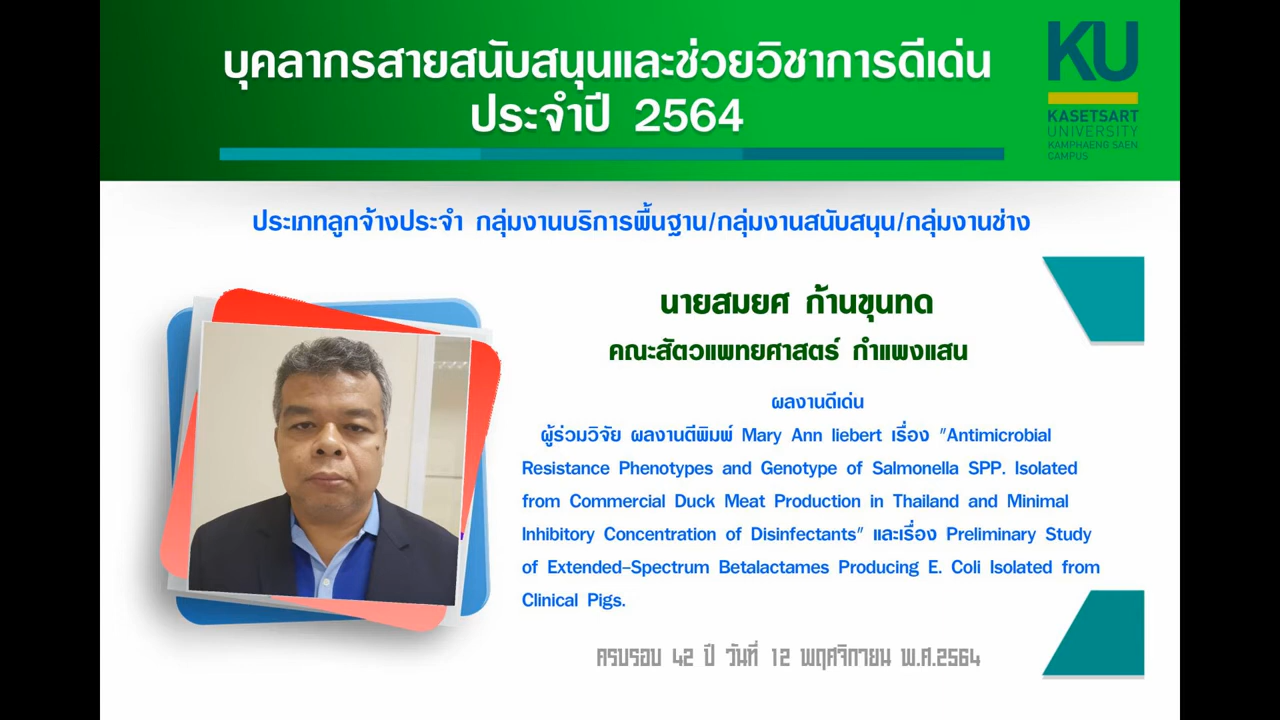 บุคลากรสายสนับสนุนและช่วยวิชาการดีเด่น
ประจำปี 2564
KU
KASETSART
UNIVERSITY
KAMPHAENG SAEN
CAMPUS
ประเภทลูกจ้างประจำ กลุ่มงานบริการพื้นฐาน/กลุ่มงานสนับสนุน/กลุ่มงานช่าง
นายสมยศ ก้านขุนทด
คณะสัตวแพทยศาสตร์ กำแพงแสน
ผลงานดีเด่น
ผู้ร่วมวิจัย ผลงานตีพิมพ์ Mary Ann liebert เรื่อง "Antimicrobial
Resistance Phenotypes and Genotype of Salmonella SPP. Isolated
from Commercial Duck Meat Production in Thailand and Minimal
Inhibitory Concentration of Disinfectants" และเรื่อง Preliminary Study
of Extended-Spectrum Betalactames Producing E. Coli Isolated from
Clinical Pigs.
ครบรอบ 42 ปี วันที่ 12 พฤศจิกายน พ.ศ.2564